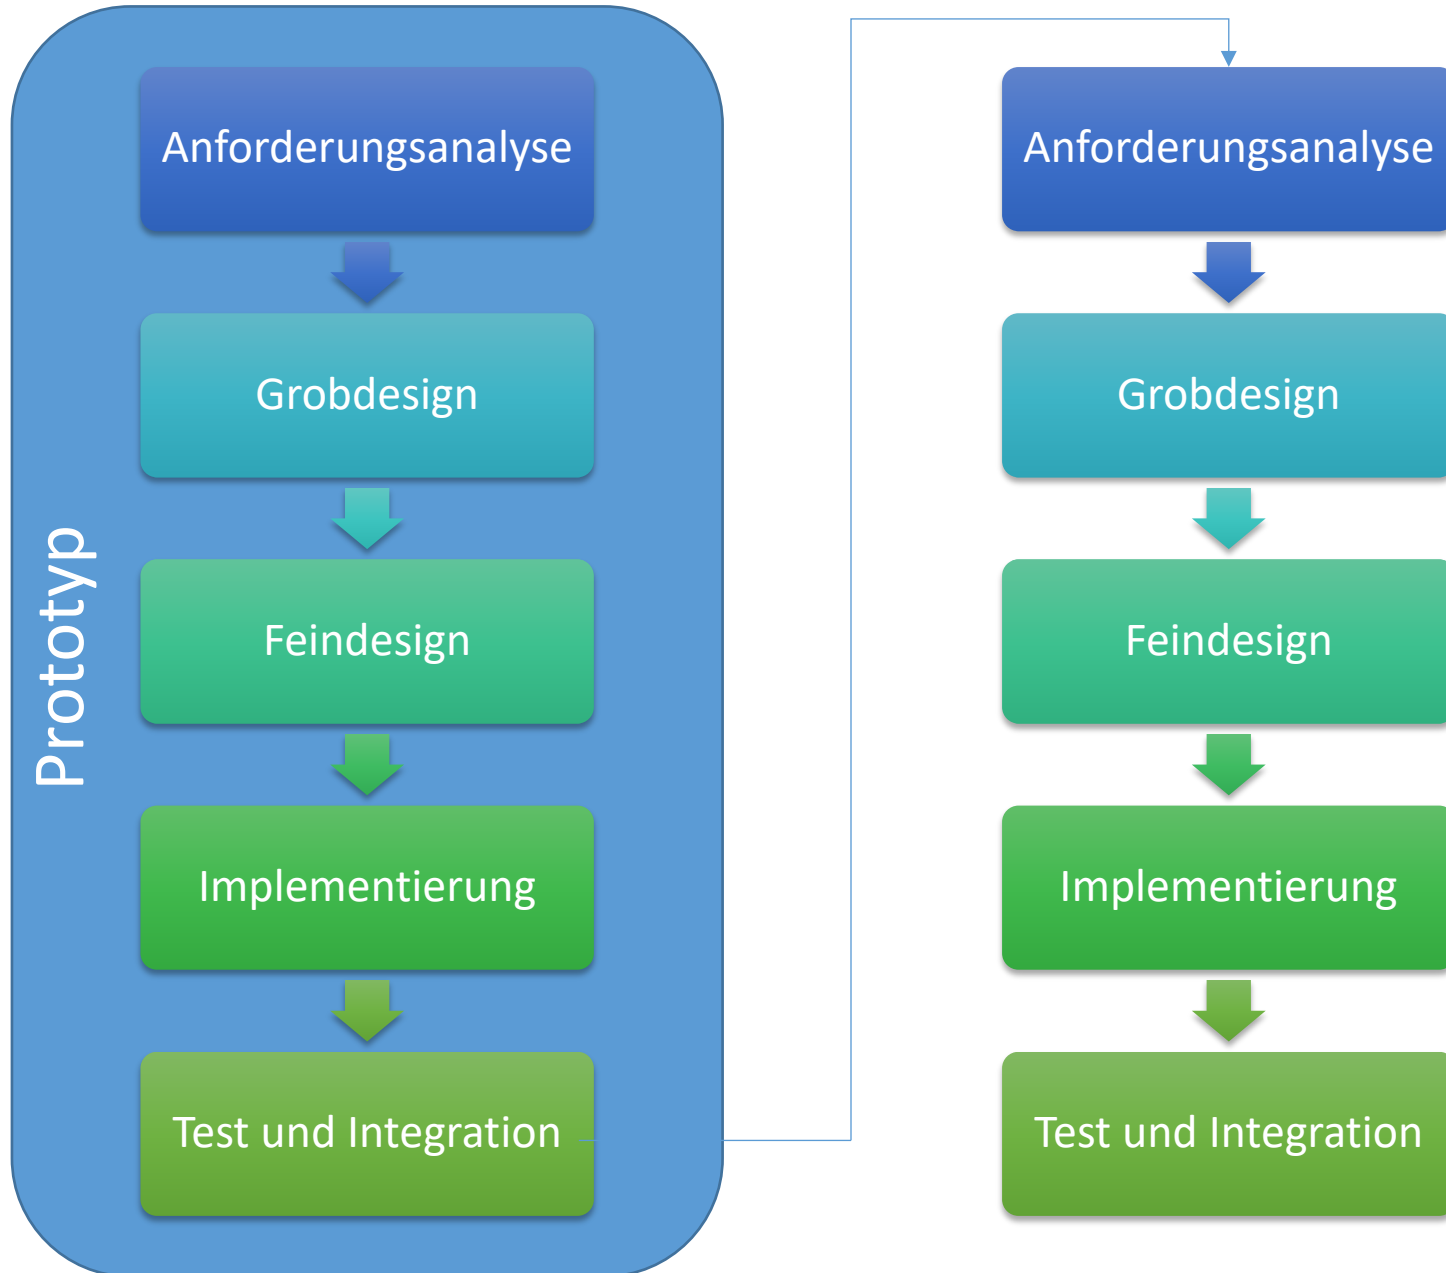 Prototyp
Anforderungsanalyse
Grobdesign
Feindesign
Implementierung
Test und Integration
Anforderungsanalyse
Grobdesign
Feindesign
Implementierung
Test und Integration